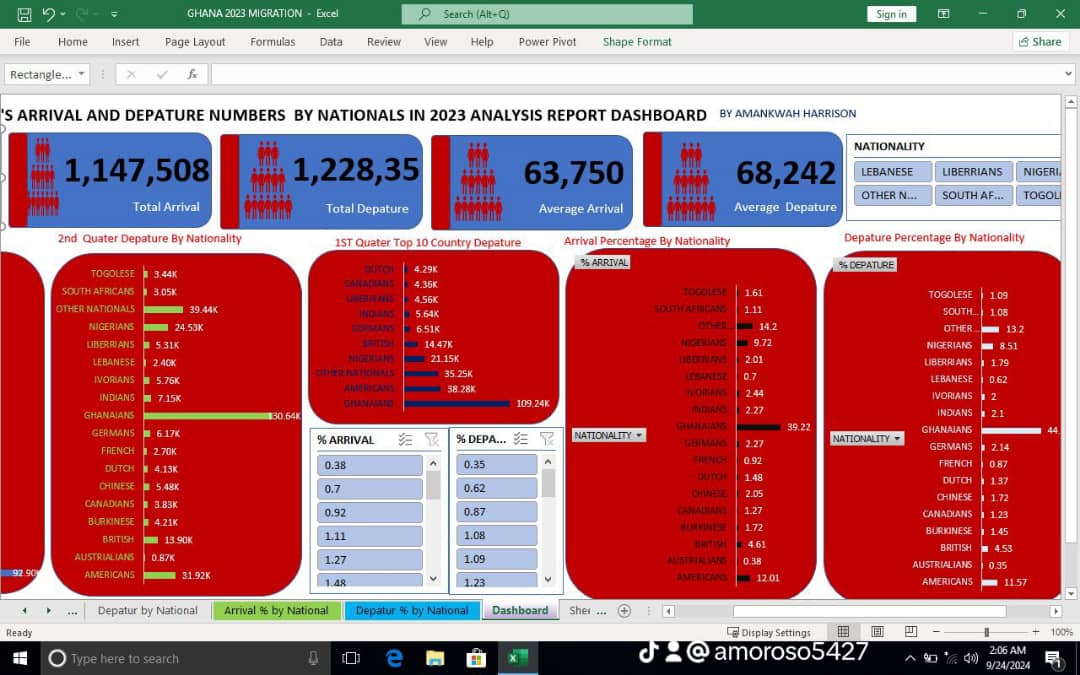 GHANA 2023 MIGRATION - Excel
Search (Alt+Q)
Sign in
File Home Insert Page Layout Formulas Data Review View Help Power Pivot Shape Format
Share
Rectangle...
fx
'S ARRIVAL AND DEPATURE NUMBERS BY NATIONALS IN 2023 ANALYSIS REPORT DASHBOARD BY AMANKWAH HARRISON
1,147,508
Total Arrival
1,228,35
Total Depature
63,750
Average Arrival
68,242
Average Depature
NATIONALITY
LEBANESE LIBERRIANS NIGERI
OTHER N... SOUTH AF... TOGOL
92.90
2nd Quater Depature By Nationality
TOGOLESE 3.44K
SOUTH AFRICANS 3.05K
OTHER NATIONALS 39.44K
NIGERIANS 24.53K
LIBERRIANS 5.31K
LEBANESE 2.40K
IVORIANS 5.76K
INDIANS 7.15K
GHANAIANS 130.64K
GERMANS 6.17K
FRENCH 2.70K
DUTCH 4.13K
CHINESE 5.48K
CANADIANS 3.83K
BURKINESE 4.21K
BRITISH 13.90K
AUSTRIALIANS 0.87K
AMERICANS 31.92K
1ST Quater Top 10 Country Depature
DUTCH 4.29K
CANADIANS 4.36K
LIBERRIANS 4.56K
INDIANS 5.64K
GERMANS 6.51K
BRITISH 14.47K
NIGERIANS 21.15K
OTHER NATIONALS 35.25K
AMERICANS 38.28K
GHANAIANS 109.24K
% ARRIVAL
0.38
0.7
0.92
1.11
1.27
1.48
% DEPA...
0.35
0.62
0.87
1.08
1.09
1.23
Arrival Percentage By Nationality
% ARRIVAL
TOGOLESE 1.61
SOUTH AFRICANS 1.11
OTHER... 14.2
NIGERIANS 9.72
LIBERRIANS 2.01
LEBANESE 0.7
IVORIANS 2.44
INDIANS 2.27
GHANAIANS 39.22
GERMANS 2.27
FRENCH 0.92
DUTCH 1.48
CHINESE 2.05
CANADIANS 1.27
BURKINESE 1.72
BRITISH 4.61
AUSTRIALIANS 0.38
AMERICANS 12.01
NATIONALITY
Depature Percentage By Nationality
% DEPATURE
TOGOLESE 1.09
SOUTH... 1.08
OTHER... 13.2
NIGERIANS 8.51
LIBERRIANS 1.79
LEBANESE 0.62
IVORIANS 2
INDIANS 2.1
GHANAIANS 44.
GERMANS 2.14
FRENCH 0.87
DUTCH 1.37
CHINESE 1.72
CANADIANS 1.23
BURKINESE 1.45
BRITISH 4.53
AUSTRIALIANS 0.35
AMERICANS 11.57
NATIONALITY
... Depatur by National Arrival % by National Depatur % by National Dashboard Shee ...
Ready
Display Settings
100%
Type here to search
@amoroso5427
2:06 AM
9/24/2024
1